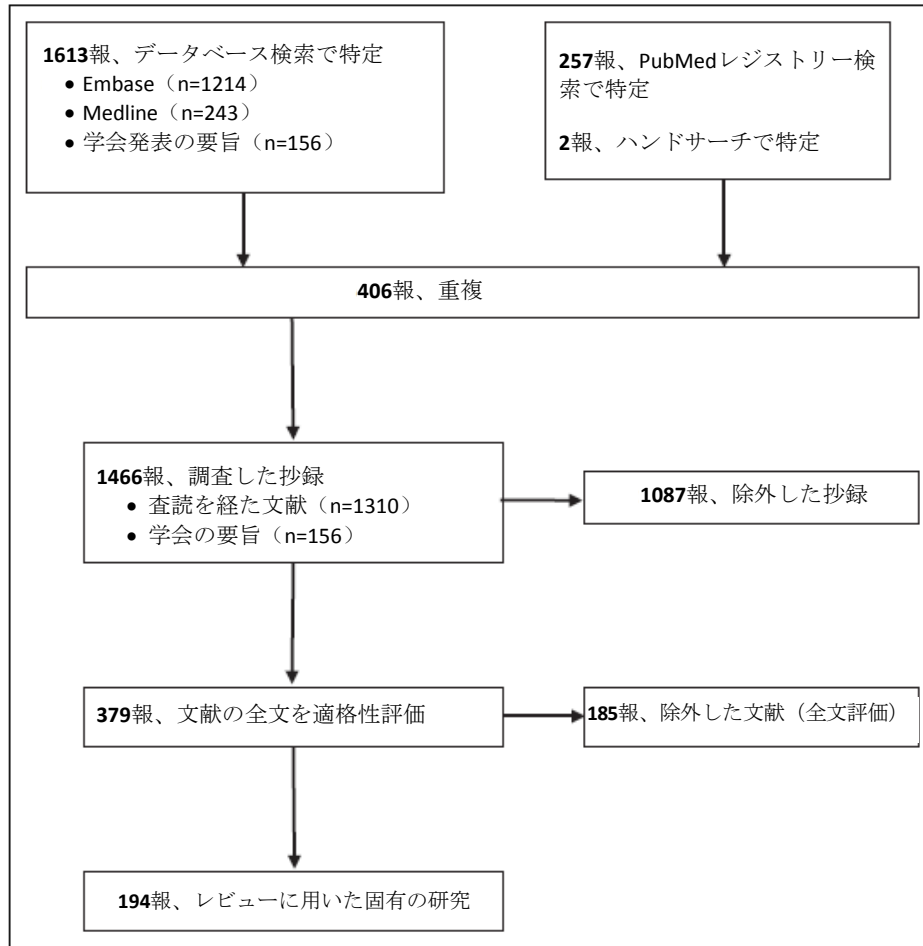 1613報、データベース検索で特定
• Embase（n=1214）
• Medline（n=243）
• 学会発表の要旨（n=156）
257報、PubMedレジストリー検
索で特定
2報、ハンドサーチで特定
406報、重複
1466報、調査した抄録
• 査読を経た文献（n=1310）
• 学会の要旨（n=156）
1087報、除外した抄録
379報、文献の全文を適格性評価
185報、除外した文献（全文評価）
194報、レビューに用いた固有の研究